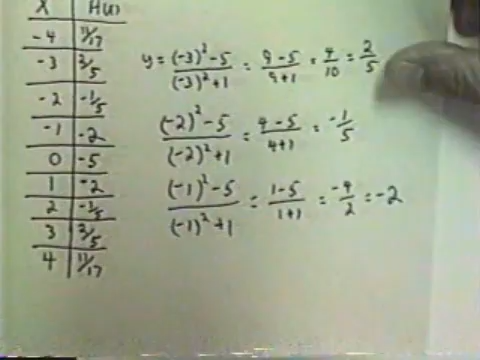 X | H(x)
-4 | 11/17
-3 | 2/5
-2 | -1/5
-1 | -2
0 | -5
1 | -2
2 | -1/5
3 | 2/5
4 | 11/17
y = ((-3)² - 5)/((-3)² + 1) = (9 - 5)/(9 + 1) = 4/10 = 2/5
((-2)² - 5)/((-2)² + 1) = (4 - 5)/(4 + 1) = -1/5
((-1)² - 5)/((-1)² + 1) = (1 - 5)/(1 + 1) = -4/2 = -2